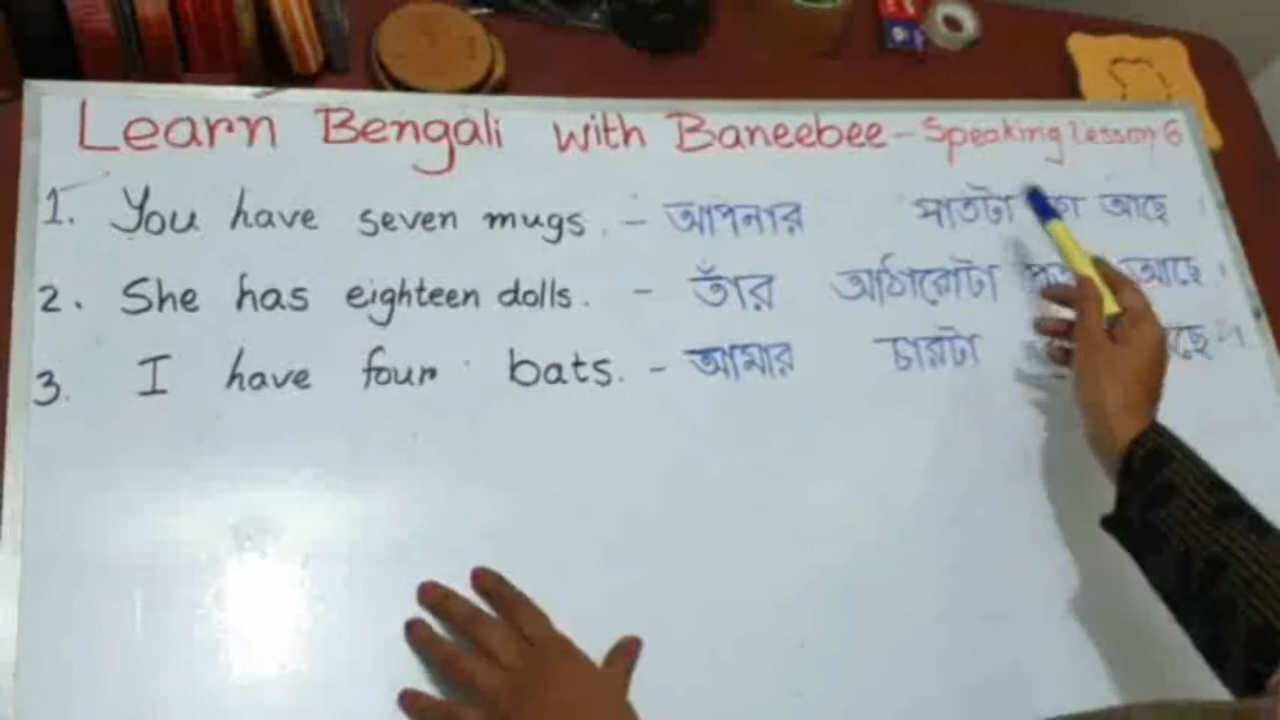 Learn Bengali with Baneebee - Speaking Lesson 6
1. You have seven mugs. - আপনার সাতটা আছে
2. She has eighteen dolls. - তাঁর আঠারোটা আছে
3. I have four bats. - আমার চারটা